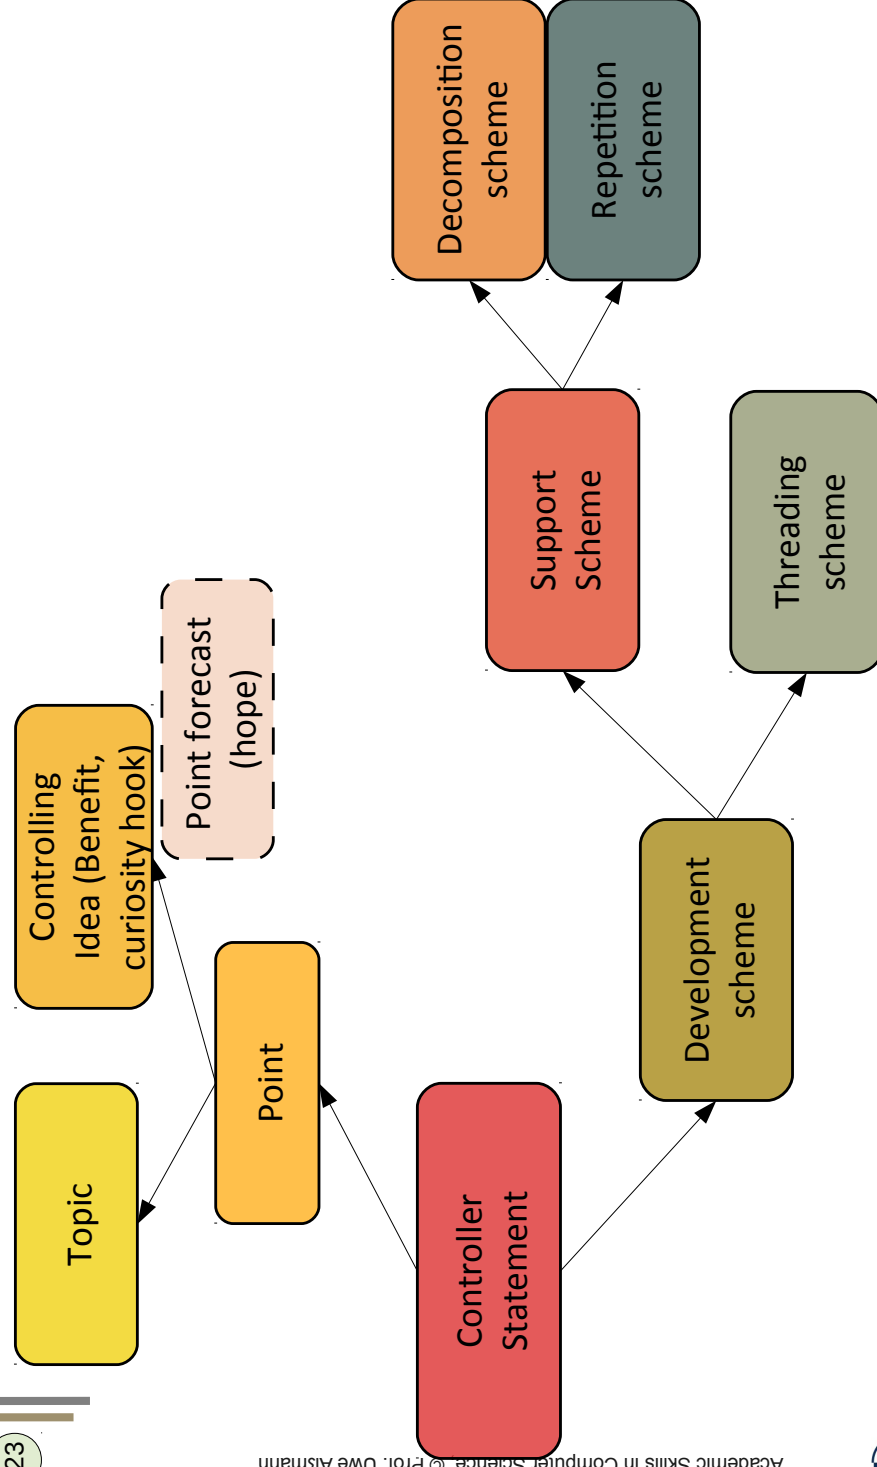 Topic
Controlling
Idea (Benefit,
curiosity hook)
Point forecast
(hope)
Point
Controller
Statement
Development
scheme
Support
Scheme
Threading
scheme
Decomposition
scheme
Repetition
scheme
23
Academic Skills in Computer Science, © Prof. Uwe